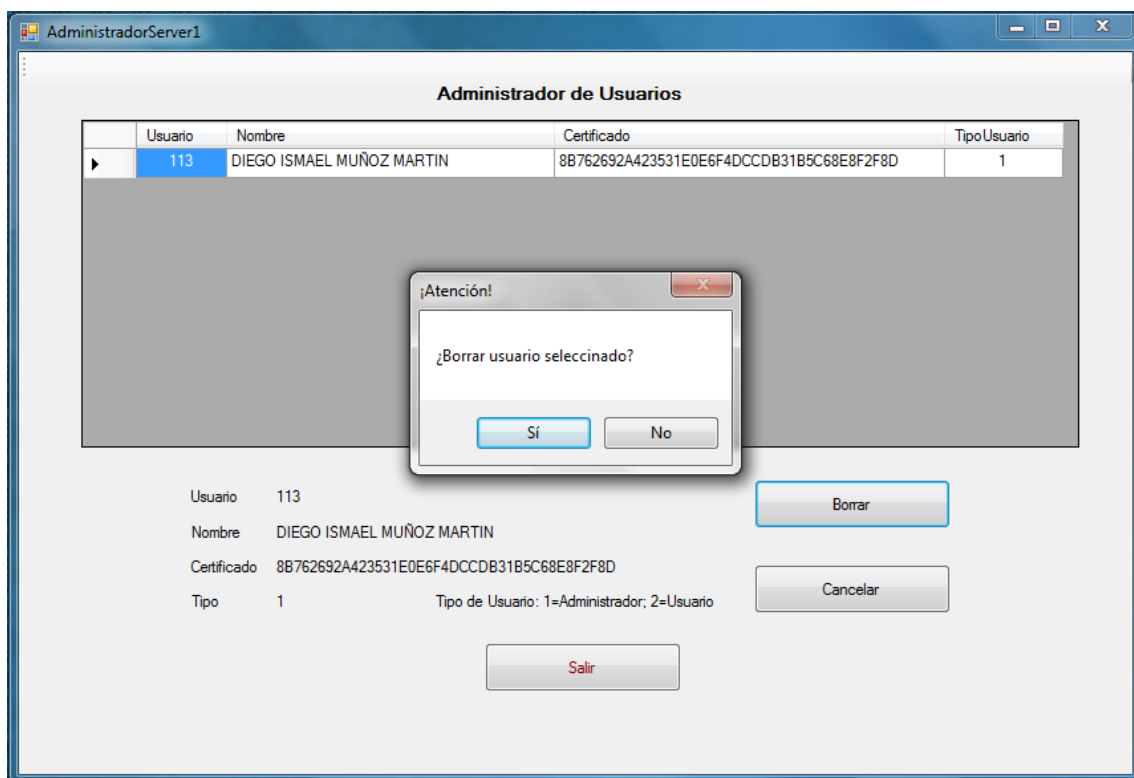 AdministradorServer1
Administrador de Usuarios
Usuario Nombre Certificado TipoUsuario
113 DIEGO ISMAEL MUÑOZ MARTIN 8B762692A423531E0E6F4DCCDB31B5C68E8F2F8D 1
¡Atención!
¿Borrar usuario seleccinado?
Sí No
Usuario 113
Borrar
Nombre DIEGO ISMAEL MUÑOZ MARTIN
Certificado 8B762692A423531E0E6F4DCCDB31B5C68E8F2F8D
Cancelar
Tipo 1 Tipo de Usuario: 1=Administrador; 2=Usuario
Salir